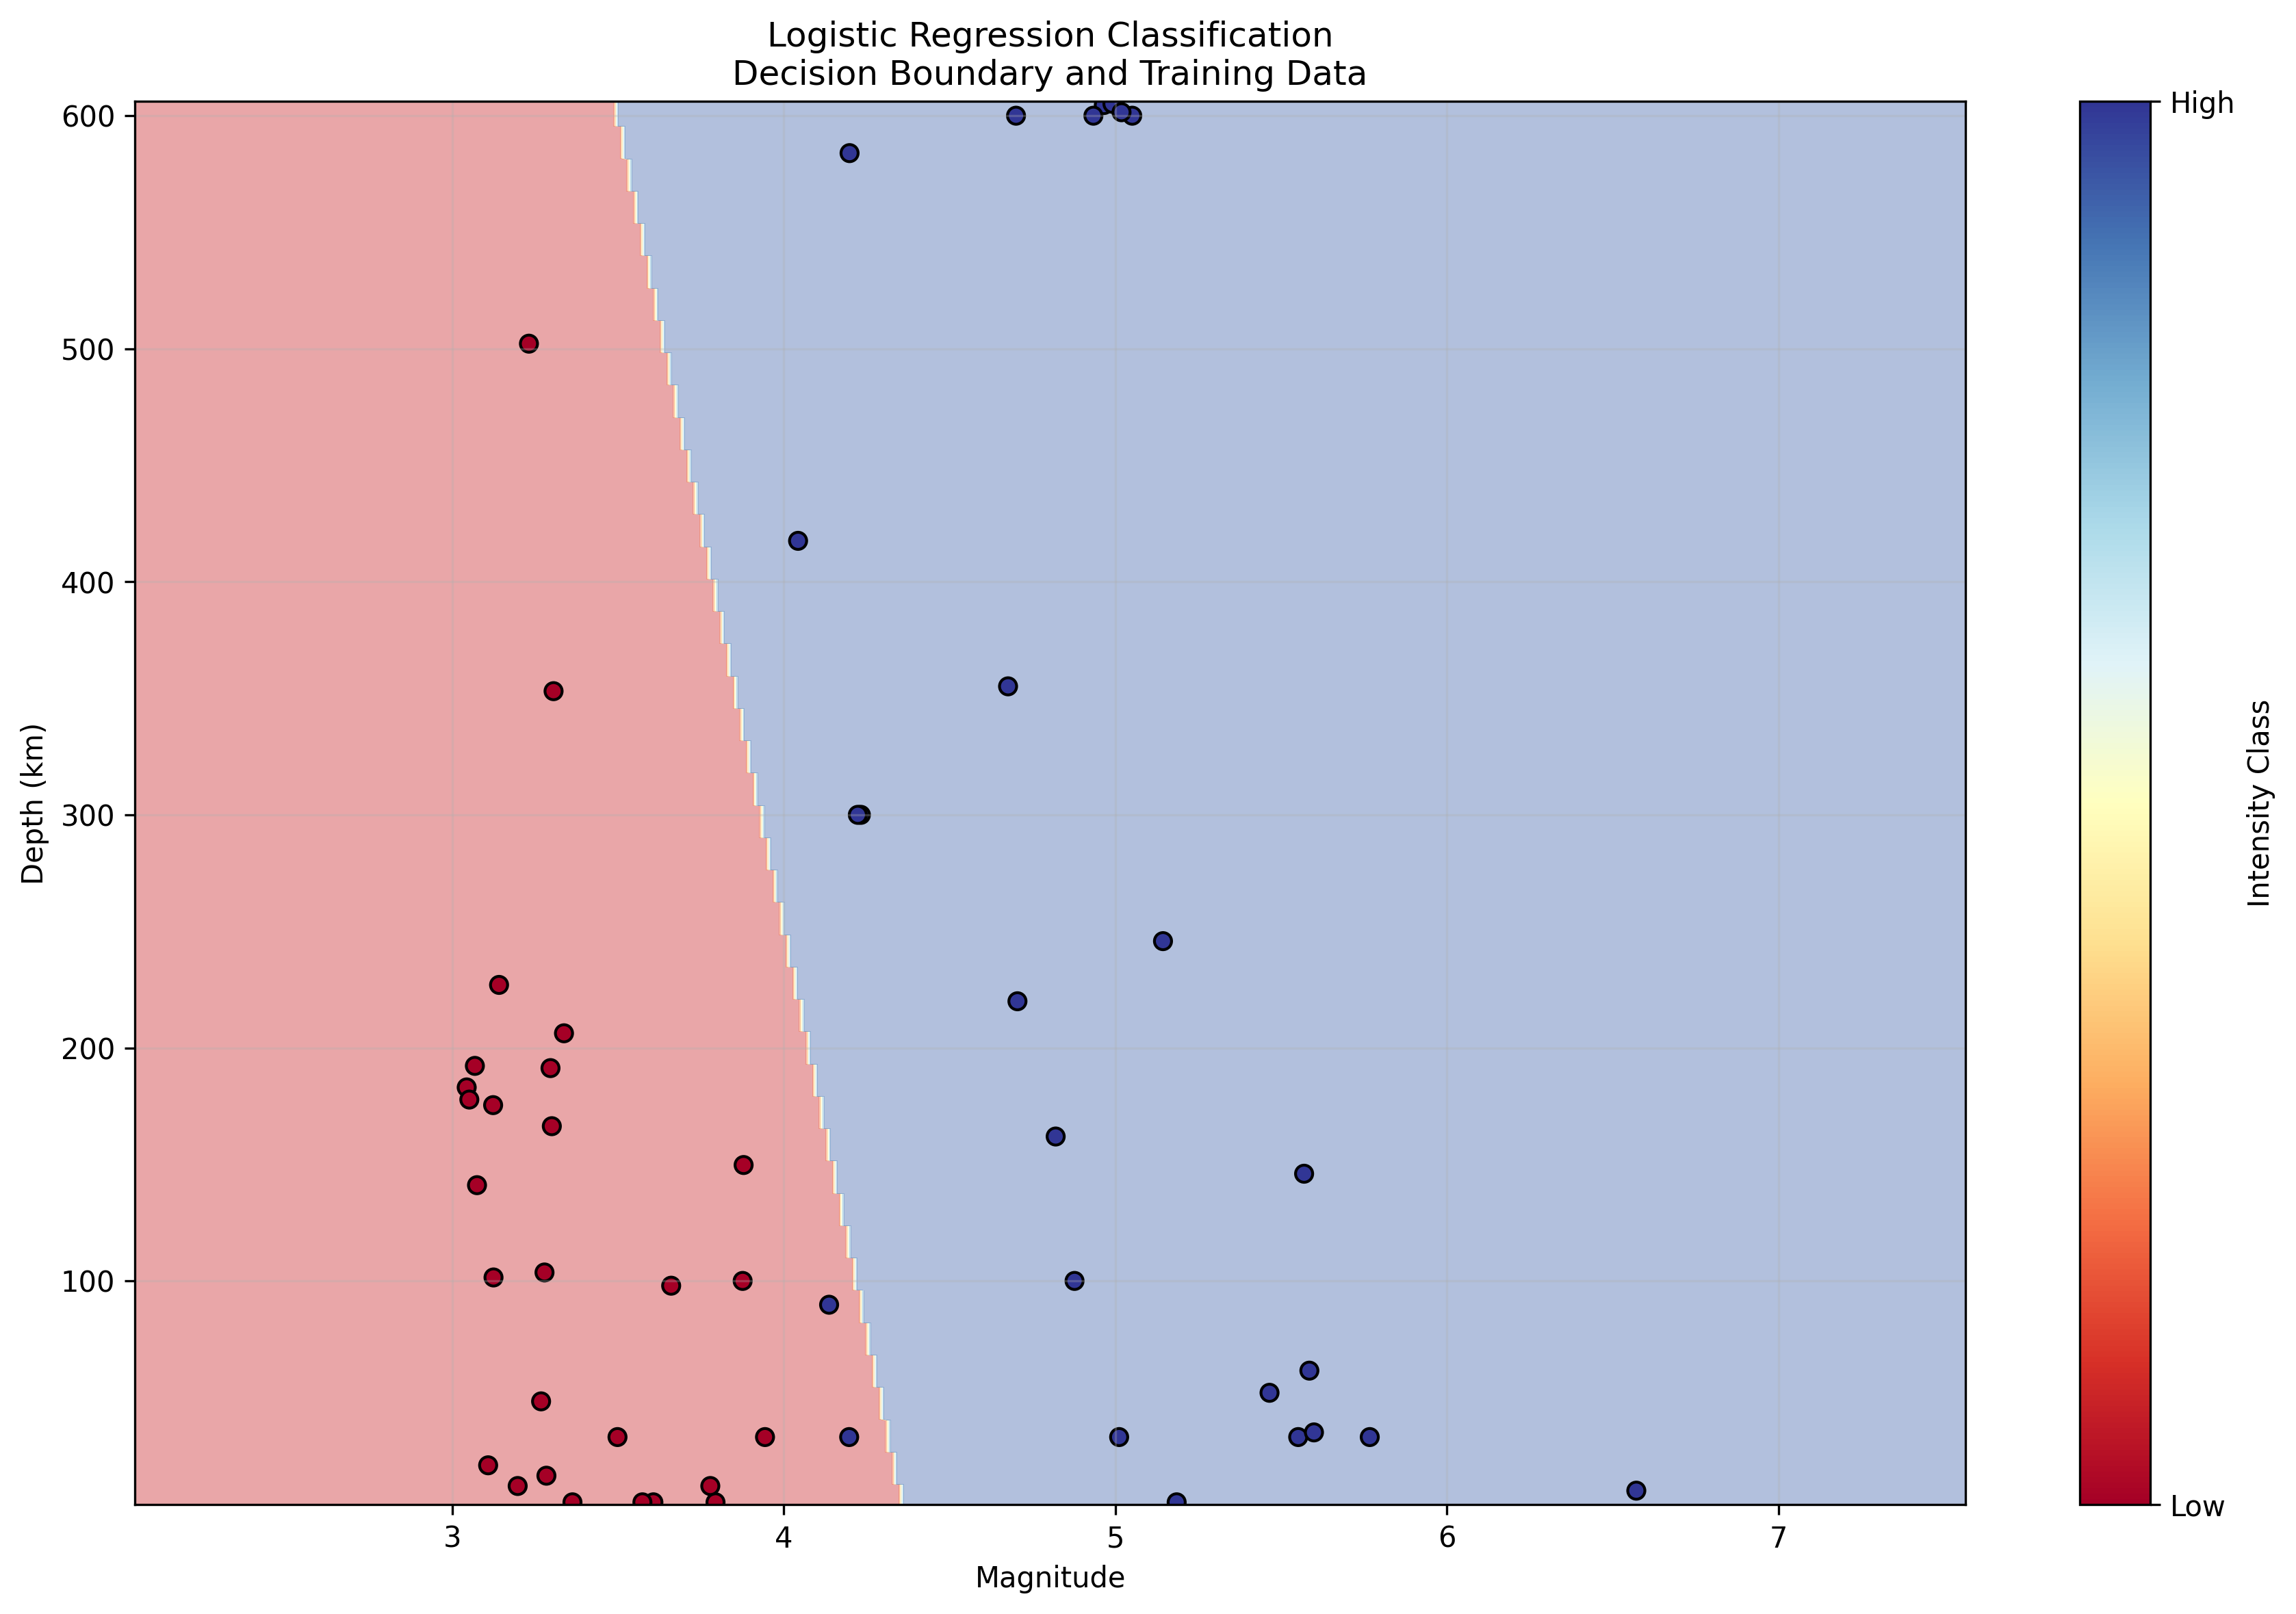 Logistic Regression Classification
Decision Boundary and Training Data
600
500
400
300
200
100
Depth (km)
3
4
5
6
7
Magnitude
High
Low
Intensity Class